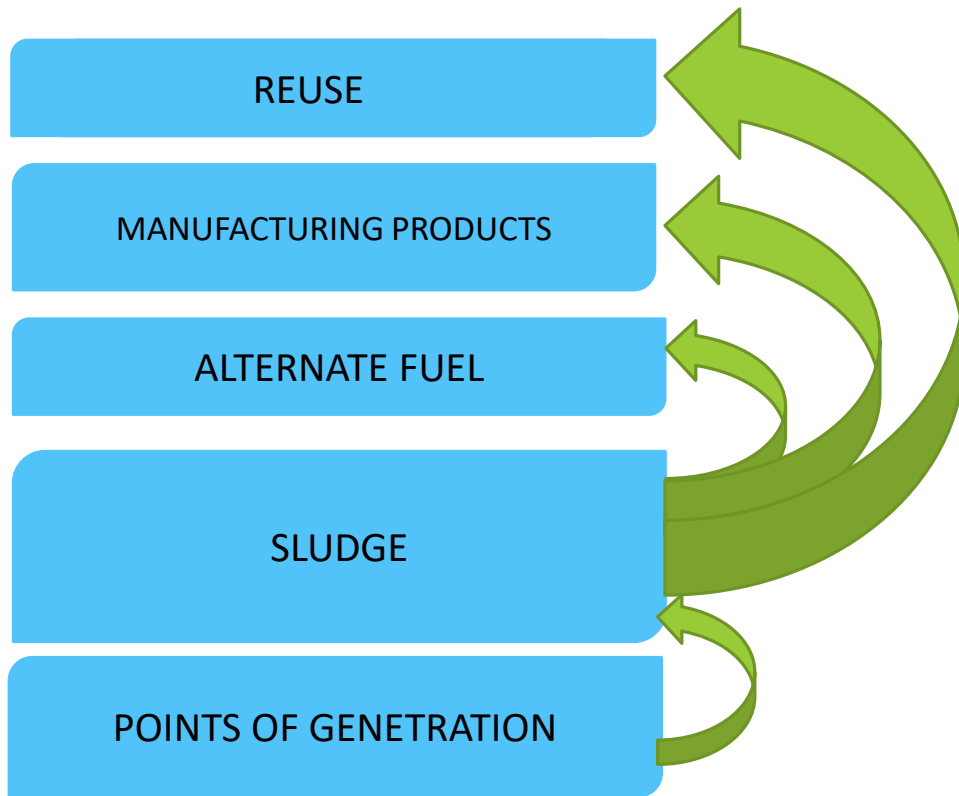 REUSE
MANUFACTURING PRODUCTS
ALTERNATE FUEL
SLUDGE
POINTS OF GENETRATION